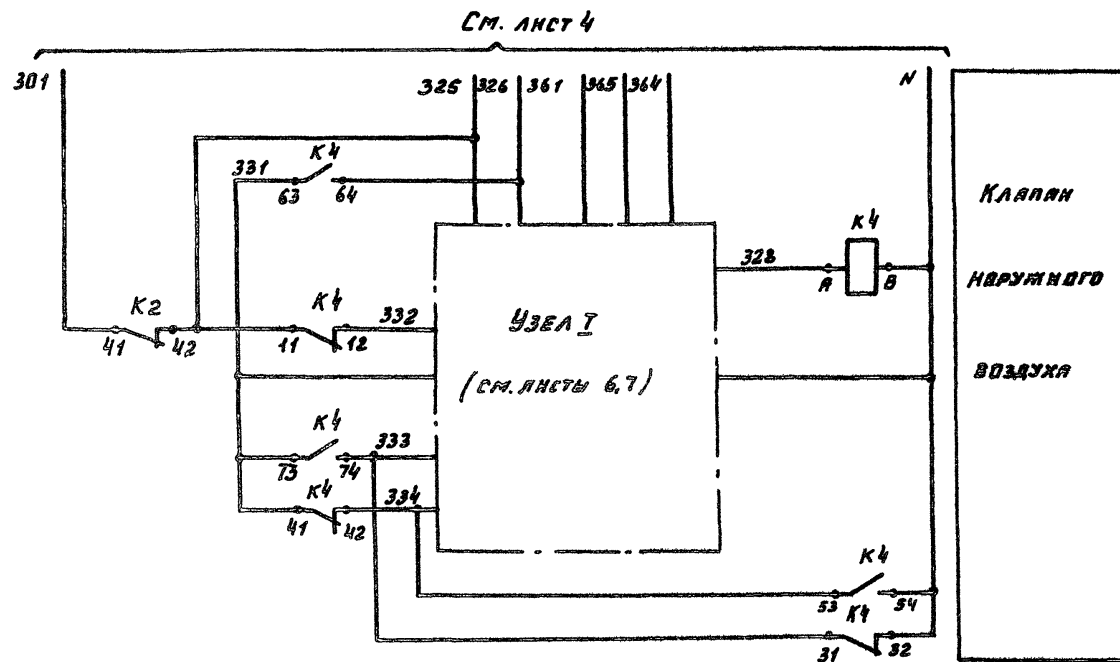 См. лист 4
301
325 326 361 365 364
N
331
К4
63 64
Клапан
наружного
воздуха
К4
328
А В
К2
41 42
К4
11 12
332
Узел I
(см. листы 6,7)
К4
73 74
333
К4
41 42
334
К4
53 54
К4
31 32